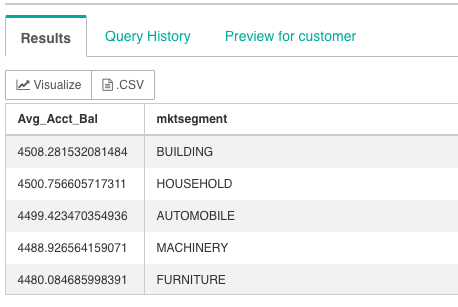 Results Query History Preview for customer
Visualize .CSV
Avg_Acct_Bal mktsegment
4508.281532081484 BUILDING
4500.756605717311 HOUSEHOLD
4499.423470354936 AUTOMOBILE
4488.926564159071 MACHINERY
4480.084685998391 FURNITURE